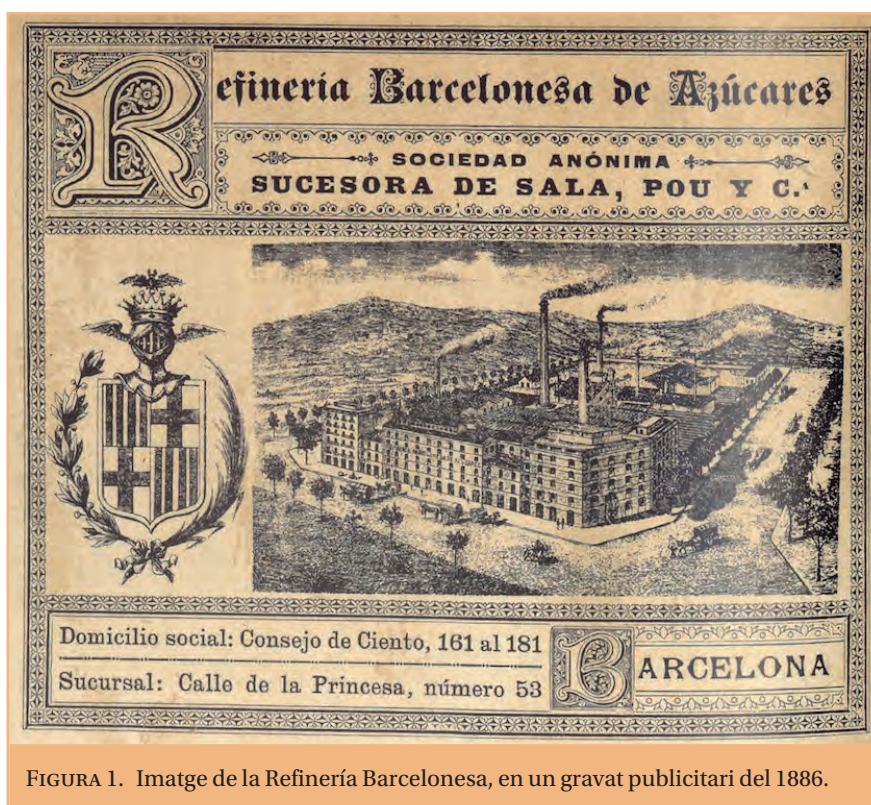 Refinería Barcelonesa de Azúcares
SOCIEDAD ANÓNIMA
SUCESORA DE SALA, POU Y C.ª
Domicilio social: Consejo de Ciento, 161 al 181
Sucursal: Calle de la Princesa, número 53
BARCELONA
FIGURA 1. Imatge de la Refinería Barcelonesa, en un gravat publicitari del 1886.